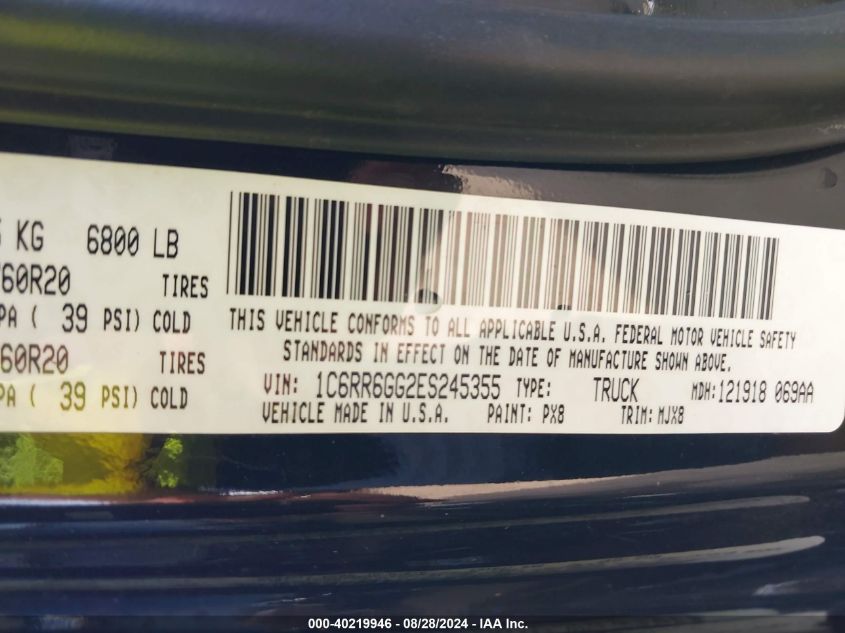 KG 6800 LB
60R20 TIRES
PA ( 39 PSI) COLD
60R20 TIRES
PA ( 39 PSI) COLD
THIS VEHICLE CONFORMS TO ALL APPLICABLE U.S.A. FEDERAL MOTOR VEHICLE SAFETY
STANDARDS IN EFFECT ON THE DATE OF MANUFACTURE SHOWN ABOVE.
VIN: 1C6RR6GG2ES245355 TYPE: TRUCK MDH:121918 069AA
VEHICLE MADE IN U.S.A. PAINT: PX8 TRIM: MJX8
000-40219946 - 08/28/2024 - IAA, Inc.